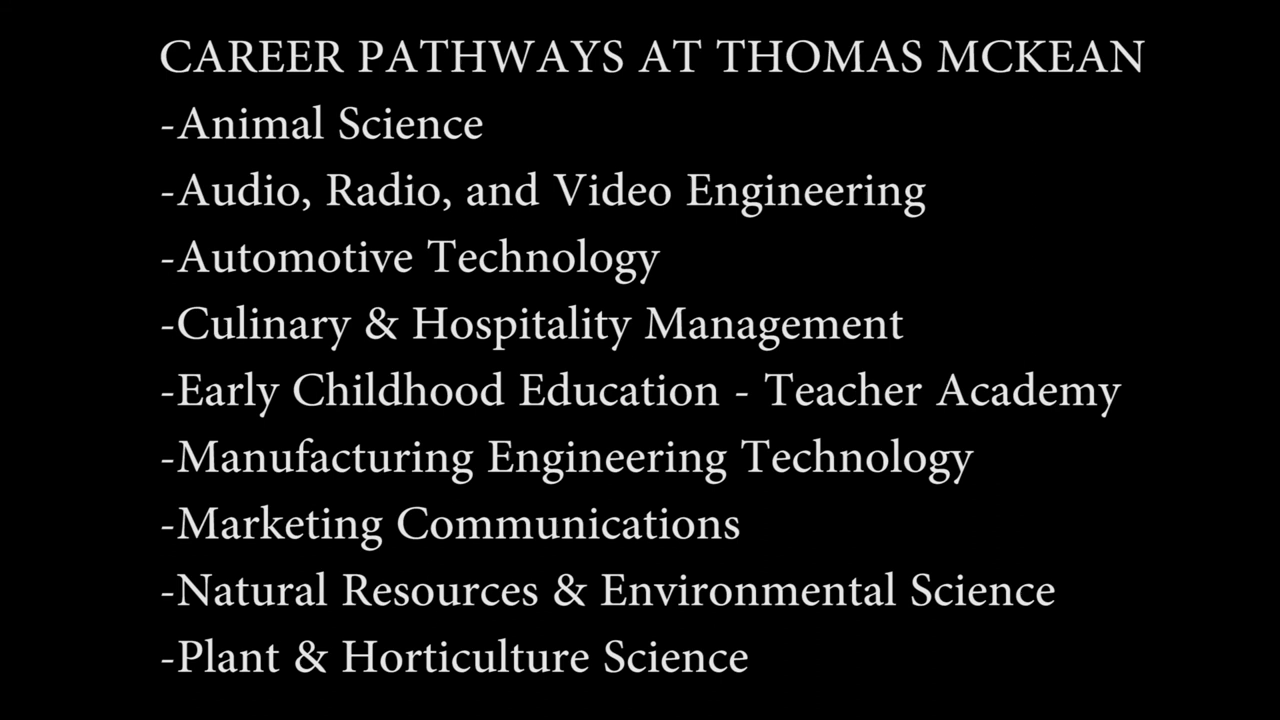 CAREER PATHWAYS AT THOMAS MCKEAN
-Animal Science
-Audio, Radio, and Video Engineering
-Automotive Technology
-Culinary & Hospitality Management
-Early Childhood Education - Teacher Academy
-Manufacturing Engineering Technology
-Marketing Communications
-Natural Resources & Environmental Science
-Plant & Horticulture Science